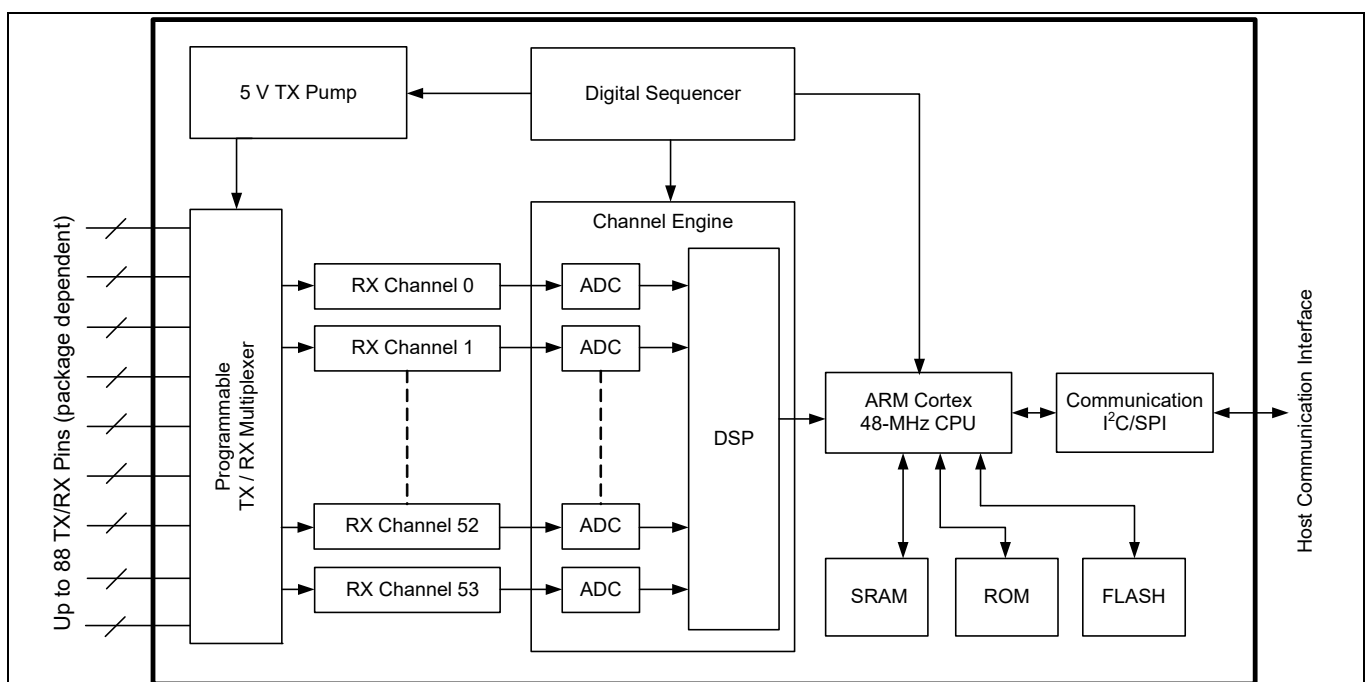 5 V TX Pump
Digital Sequencer
Up to 88 TX/RX Pins (package dependent)
Programmable
TX / RX Multiplexer
Channel Engine
RX Channel 0
ADC
RX Channel 1
ADC
RX Channel 52
ADC
RX Channel 53
ADC
DSP
ARM Cortex
48-MHz CPU
Communication
I²C/SPI
SRAM
ROM
FLASH
Host Communication Interface